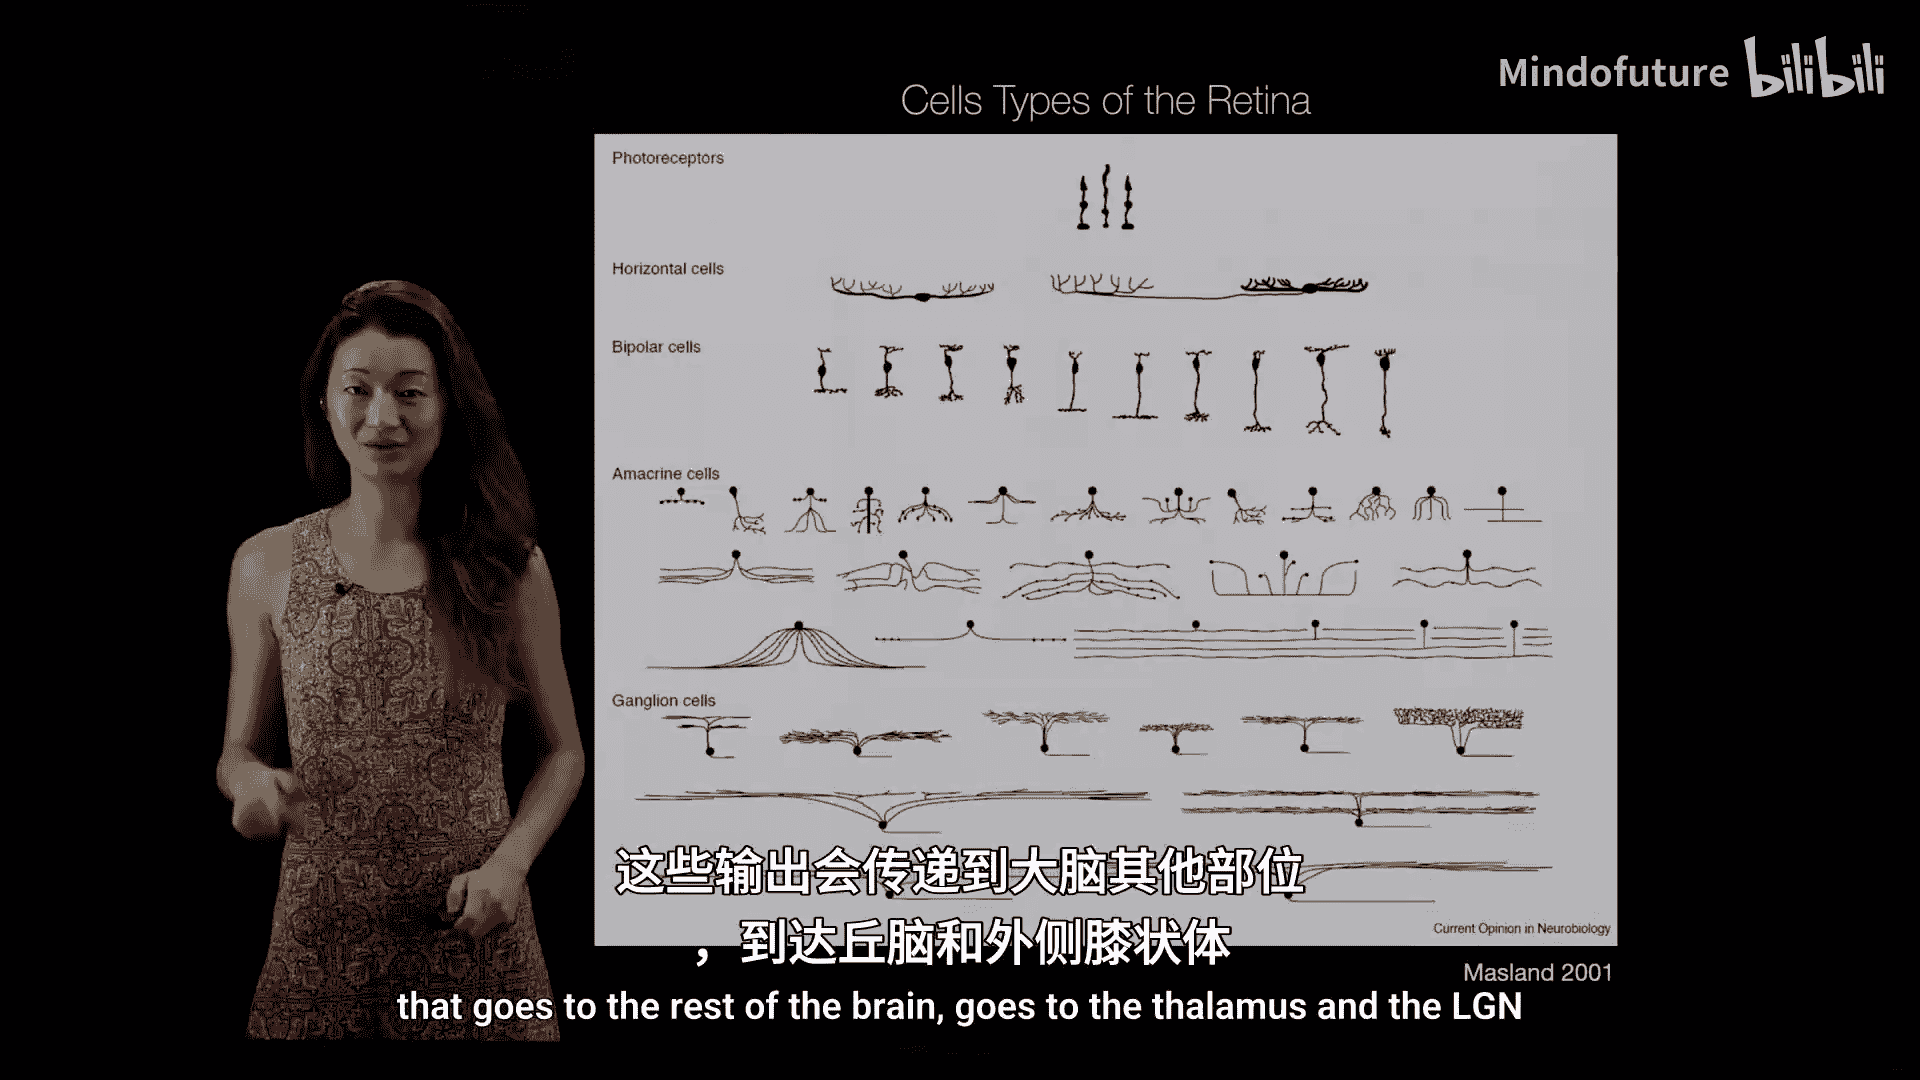 Mindofuture bilibili
Cells Types of the Retina
Photoreceptors
Horizontal cells
Bipolar cells
Amacrine cells
Ganglion cells
这些输出会传递到大脑其他部位
，到达丘脑和外侧膝状体
Current Opinion in Neurobiology
Masland 2001
that goes to the rest of the brain, goes to the thalamus and the LGN